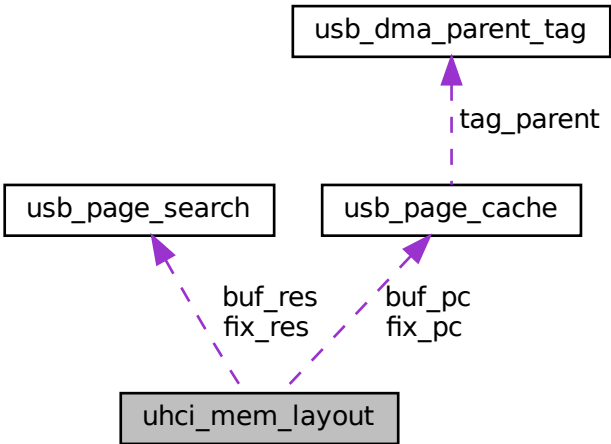 usb_dma_parent_tag
tag_parent
usb_page_search
usb_page_cache
buf_res
fix_res
buf_pc
fix_pc
uhci_mem_layout